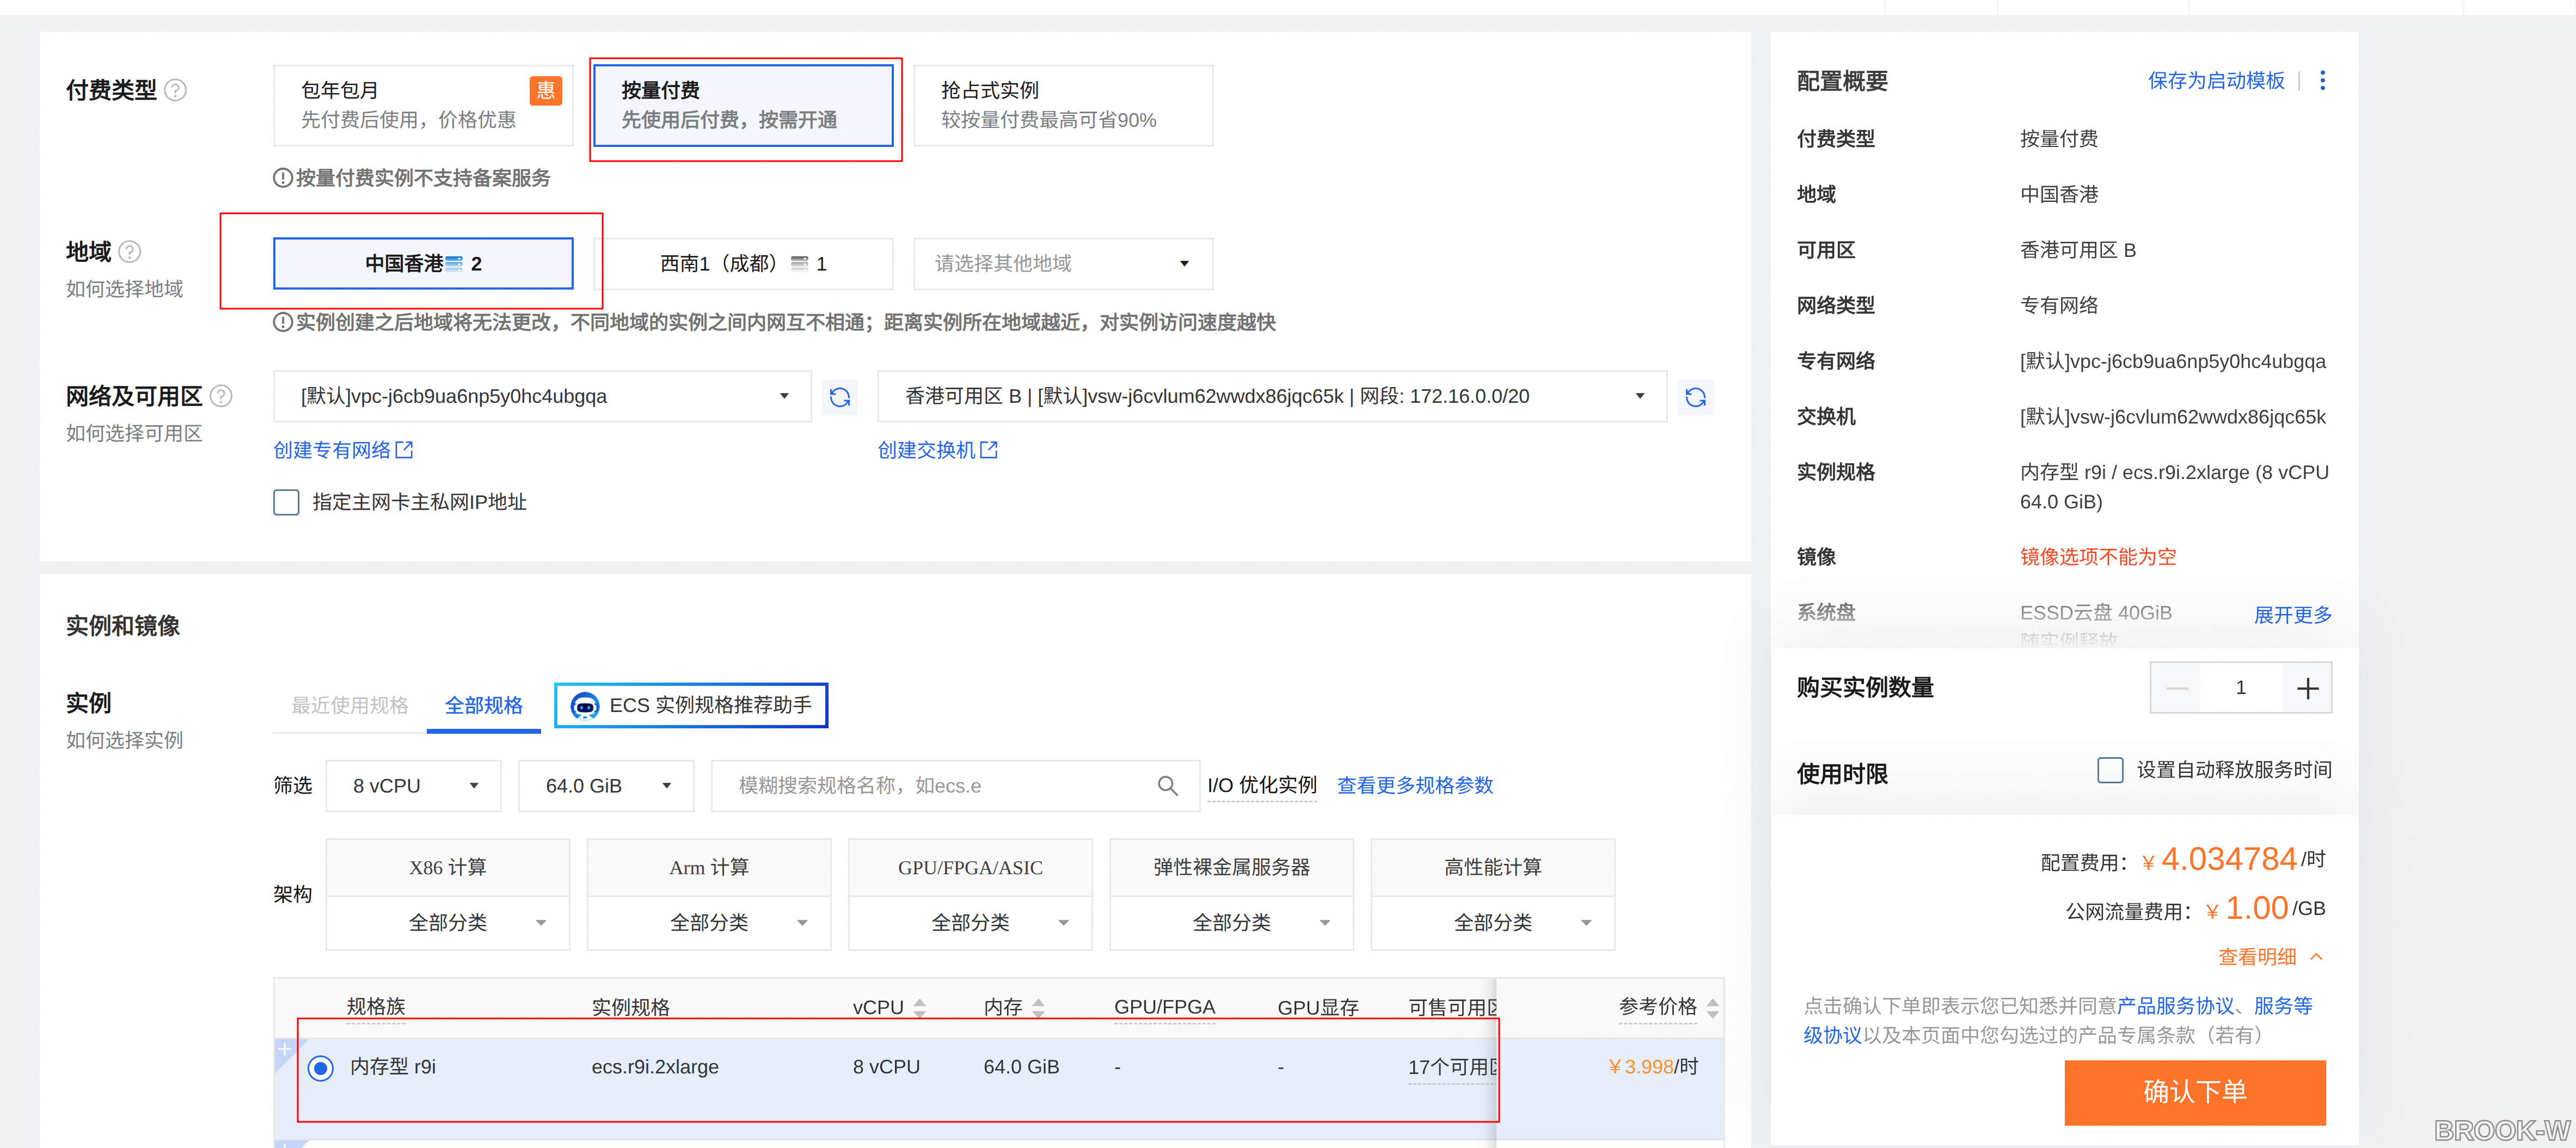 付费类型
包年包月 惠
先付费后使用，价格优惠
按量付费
先使用后付费，按需开通
抢占式实例
较按量付费最高可省90%
按量付费实例不支持备案服务
地域
如何选择地域
中国香港 2
西南1（成都） 1
请选择其他地域
实例创建之后地域将无法更改，不同地域的实例之间内网互不相通；距离实例所在地域越近，对实例访问速度越快
网络及可用区
如何选择可用区
[默认]vpc-j6cb9ua6np5y0hc4ubgqa
香港可用区 B | [默认]vsw-j6cvlum62wwdx86jqc65k | 网段: 172.16.0.0/20
创建专有网络
创建交换机
指定主网卡主私网IP地址
实例和镜像
实例
如何选择实例
最近使用规格
全部规格
ECS 实例规格推荐助手
筛选
8 vCPU
64.0 GiB
模糊搜索规格名称，如ecs.e
I/O 优化实例
查看更多规格参数
架构
X86 计算
Arm 计算
GPU/FPGA/ASIC
弹性裸金属服务器
高性能计算
全部分类
全部分类
全部分类
全部分类
全部分类
规格族 实例规格 vCPU 内存 GPU/FPGA GPU显存 可售可用区 参考价格
内存型 r9i ecs.r9i.2xlarge 8 vCPU 64.0 GiB - - 17个可用区 ¥3.998/时
配置概要
保存为启动模板
付费类型 按量付费
地域 中国香港
可用区 香港可用区 B
网络类型 专有网络
专有网络 [默认]vpc-j6cb9ua6np5y0hc4ubgqa
交换机 [默认]vsw-j6cvlum62wwdx86jqc65k
实例规格 内存型 r9i / ecs.r9i.2xlarge (8 vCPU
64.0 GiB)
镜像 镜像选项不能为空
系统盘 ESSD云盘 40GiB
随实例释放
展开更多
购买实例数量 1
使用时限 设置自动释放服务时间
配置费用：¥ 4.034784 /时
公网流量费用：¥ 1.00 /GB
查看明细
点击确认下单即表示您已知悉并同意产品服务协议、服务等
级协议以及本页面中您勾选过的产品专属条款（若有）
确认下单
BROOK-W